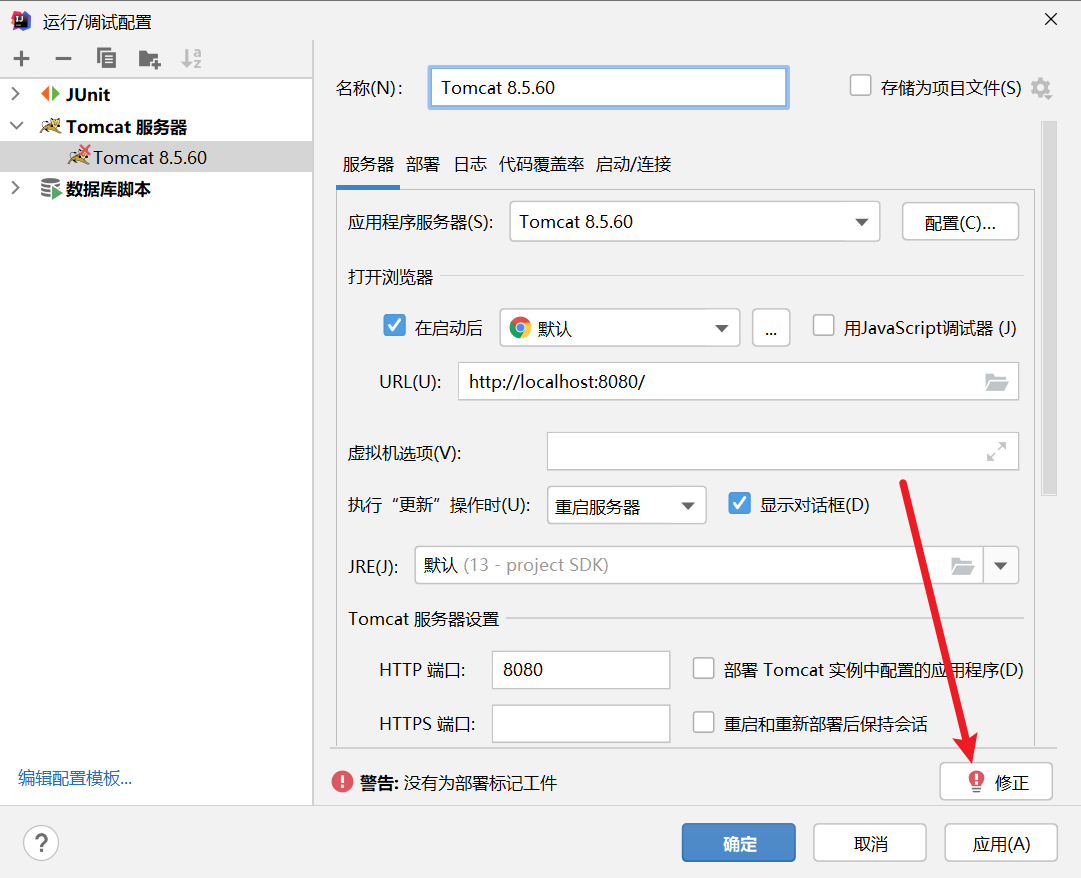 运行/调试配置
名称(N):
Tomcat 8.5.60
存储为项目文件(S)
JUnit
Tomcat 服务器
Tomcat 8.5.60
数据库脚本
服务器 部署 日志 代码覆盖率 启动/连接
应用程序服务器(S): Tomcat 8.5.60 配置(C)...
打开浏览器
在启动后 默认 ... 用JavaScript调试器 (J)
URL(U): http://localhost:8080/
虚拟机选项(V):
执行“更新”操作时(U): 重启服务器 显示对话框(D)
JRE(J): 默认 (13 - project SDK)
Tomcat 服务器设置
HTTP 端口: 8080 部署 Tomcat 实例中配置的应用程序(D)
HTTPS 端口: 重启和重新部署后保持会话
编辑配置模板...
警告: 没有为部署标记工件 修正
? 确定 取消 应用(A)